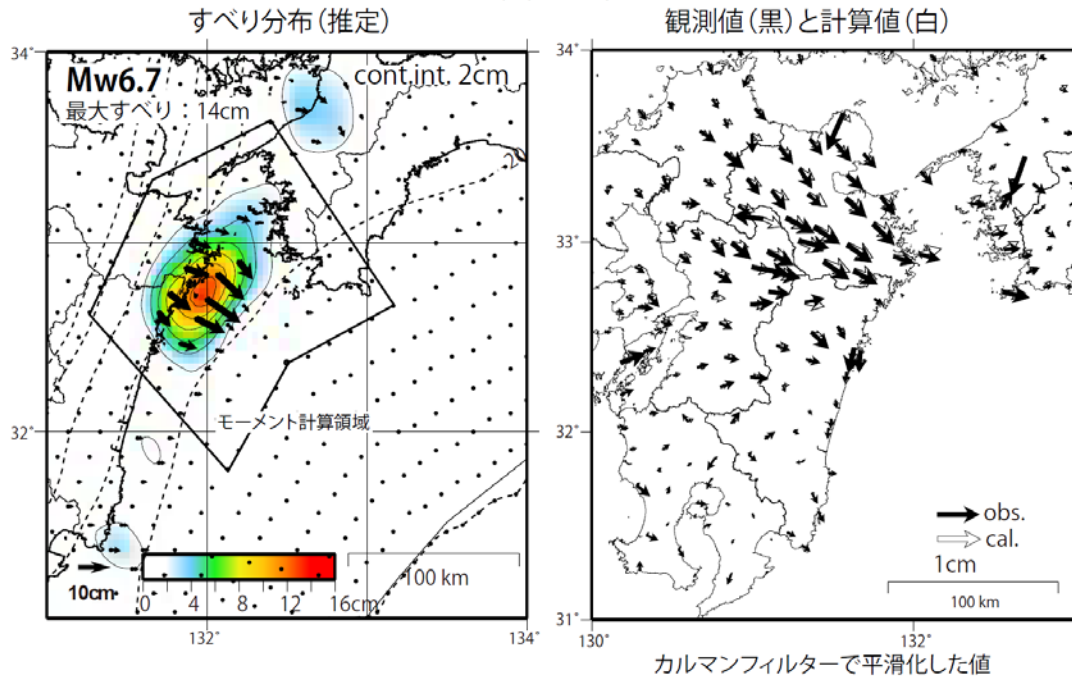 すべり分布(推定)
34°
Mw6.7
cont.int. 2cm
最大すべり 14cm
32°
モーメント計算領域
10cm
0 4 8 12 16cm
100 km
132°
134°
観測値(黒)と計算値(白)
34°
33°
32°
31°
obs.
cal.
1cm
100 km
130°
132°
カルマンフィルターで平滑化した値